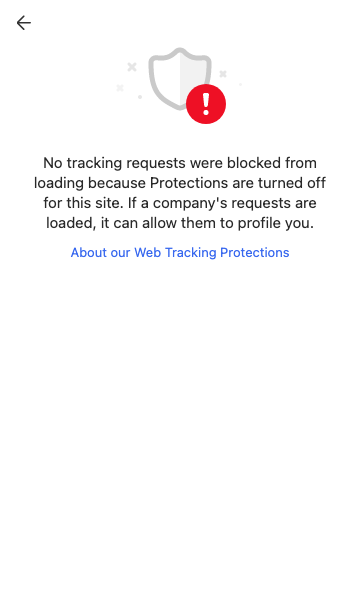 No tracking requests were blocked from
loading because Protections are turned off
for this site. If a company's requests are
loaded, it can allow them to profile you.
About our Web Tracking Protections